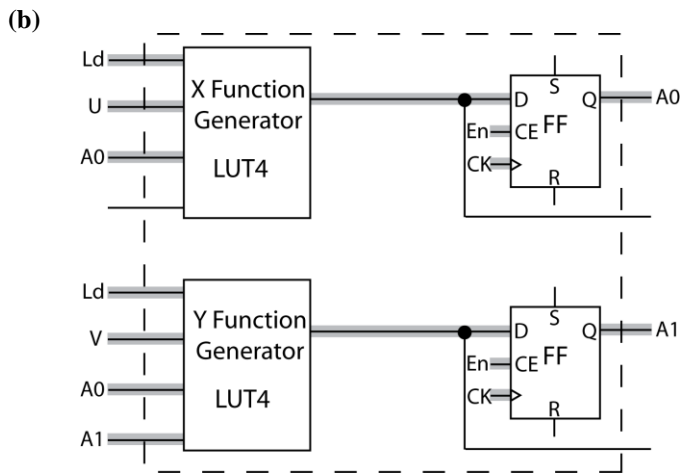 (b)
Ld
U
A0
X Function
Generator
LUT4
S
D
Q
A0
En
CE
FF
CK
R
Ld
V
A0
A1
Y Function
Generator
LUT4
S
D
Q
A1
En
CE
FF
CK
R